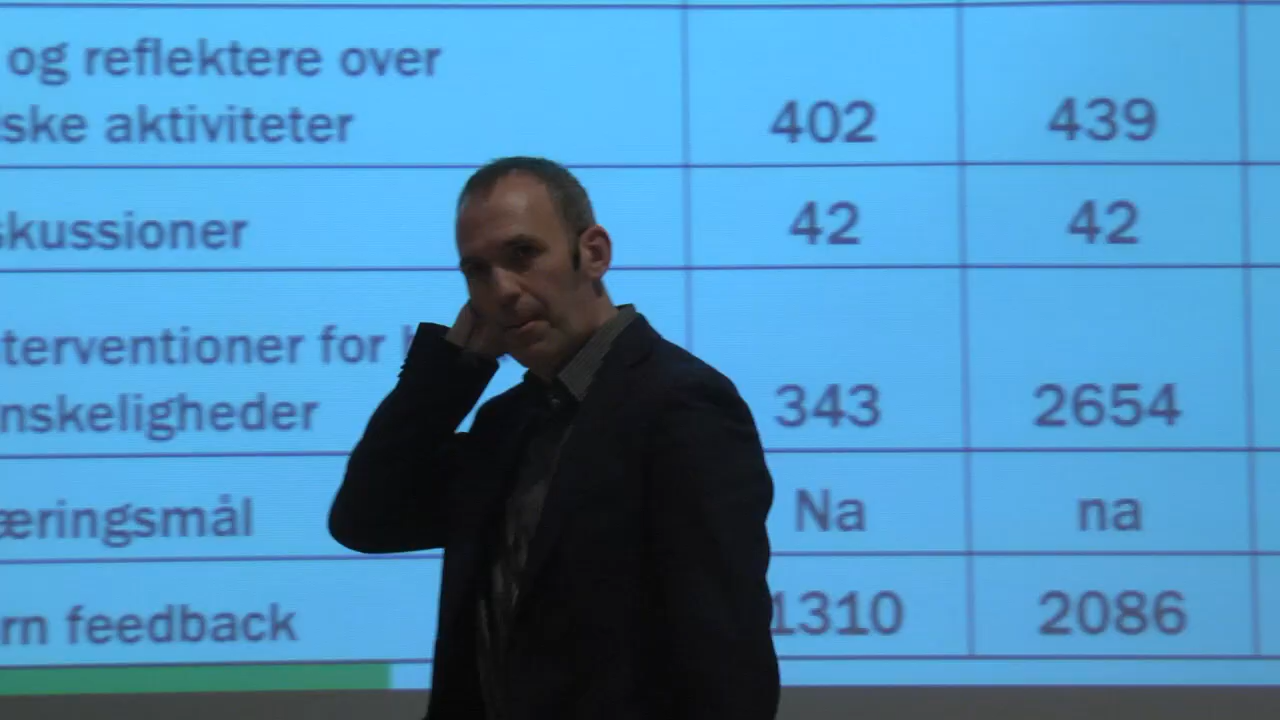 og reflektere over
iske aktiviteter 402 439
skussioner 42 42
terventioner for
nskeligheder 343 2654
æringsmål Na na
rn feedback 1310 2086